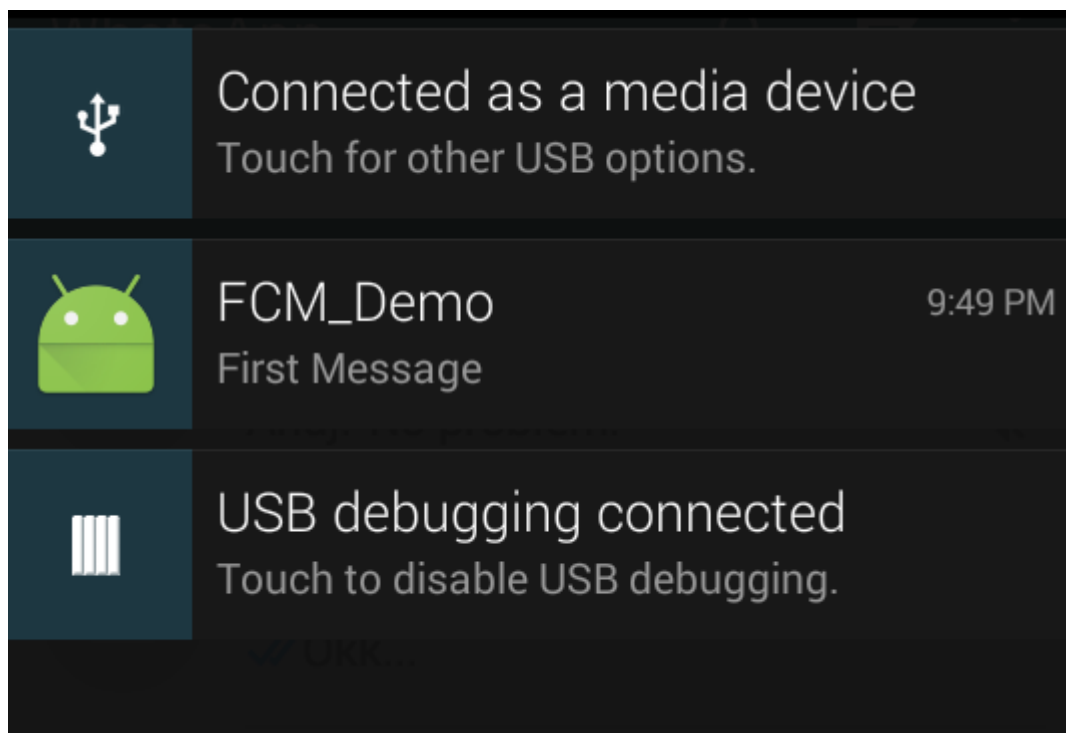 WhatsApp
Connected as a media device
Touch for other USB options.
FCM_Demo
9:49 PM
First Message
USB debugging connected
Touch to disable USB debugging.